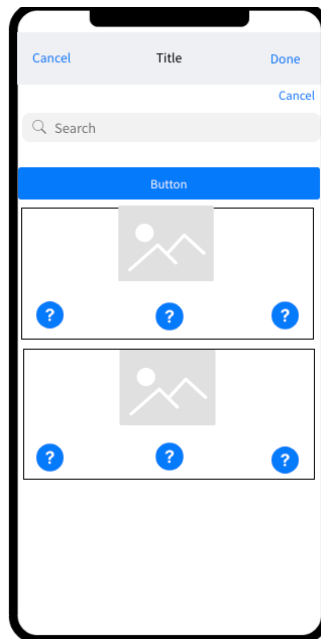 Cancel Title Done
Cancel
Search
Button
? ? ?
? ? ?